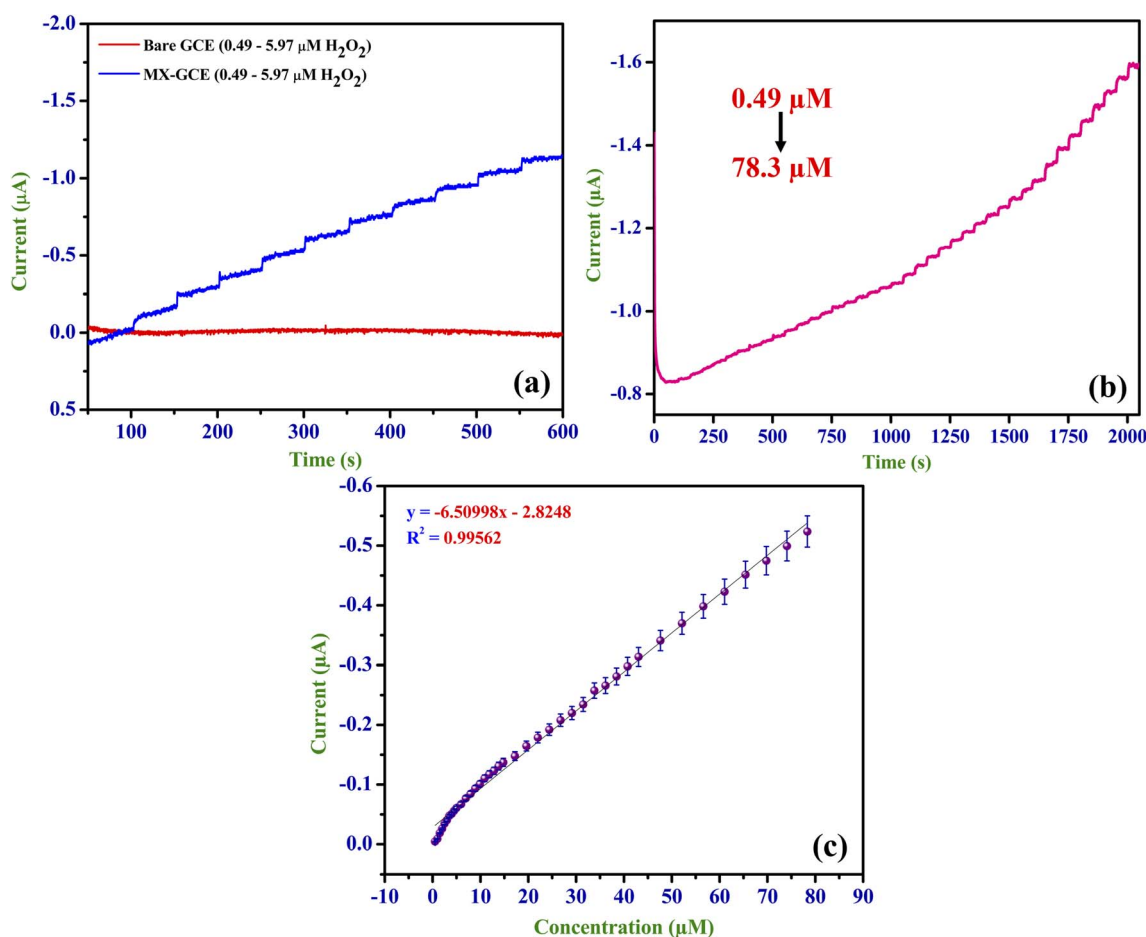 -2.0
-1.5
-1.0
-0.5
0.0
0.5
Current (μA)
Bare GCE (0.49 - 5.97 μM H2O2)
MX-GCE (0.49 - 5.97 μM H2O2)
(a)
100 200 300 400 500 600
Time (s)
-1.6
-1.4
-1.2
-1.0
-0.8
Current (μA)
0.49 μM
78.3 μM
(b)
0 250 500 750 1000 1250 1500 1750 2000
Time (s)
-0.6
-0.5
-0.4
-0.3
-0.2
-0.1
0.0
Current (μA)
y = -6.50998x - 2.8248
R² = 0.99562
(c)
-10 0 10 20 30 40 50 60 70 80 90
Concentration (μM)